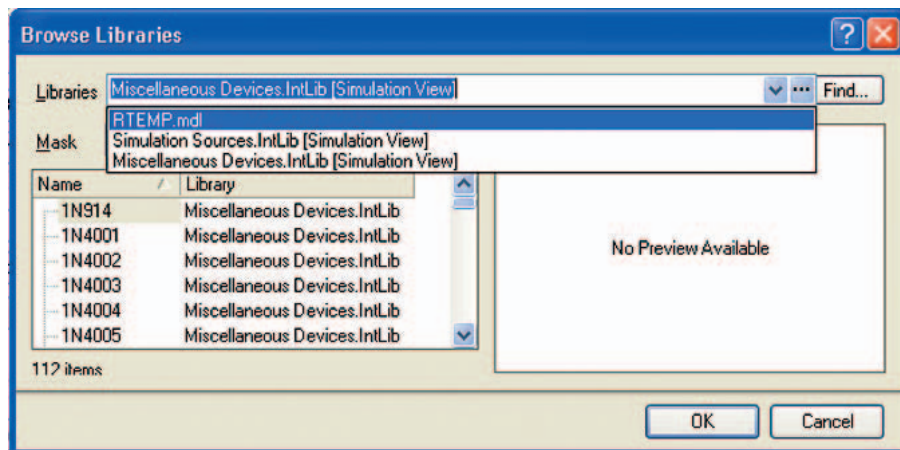 Browse Libraries
Libraries Miscellaneous Devices.IntLib [Simulation View] ... Find...
RTEMP.mdl
Mask Simulation Sources.IntLib [Simulation View]
Miscellaneous Devices.IntLib [Simulation View]
Name Library
1N914 Miscellaneous Devices.IntLib
1N4001 Miscellaneous Devices.IntLib
1N4002 Miscellaneous Devices.IntLib
No Preview Available
1N4003 Miscellaneous Devices.IntLib
1N4004 Miscellaneous Devices.IntLib
1N4005 Miscellaneous Devices.IntLib
112 items
OK Cancel